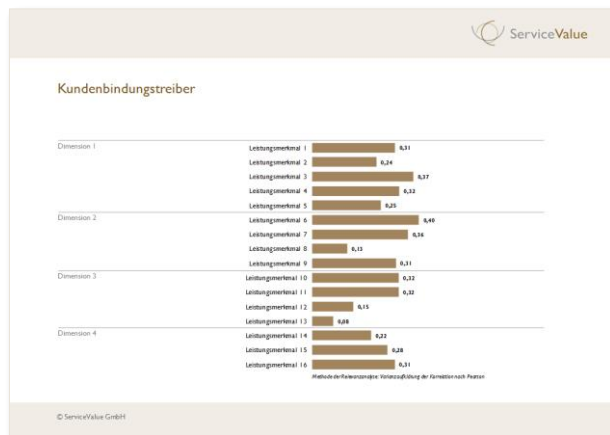 ServiceValue
Kundenbindungstreiber
Dimension 1
Leistungsmerkmal 1 0,31
Leistungsmerkmal 2 0,24
Leistungsmerkmal 3 0,37
Leistungsmerkmal 4 0,32
Leistungsmerkmal 5 0,25
Dimension 2
Leistungsmerkmal 6 0,40
Leistungsmerkmal 7 0,36
Leistungsmerkmal 8 0,13
Leistungsmerkmal 9 0,31
Dimension 3
Leistungsmerkmal 10 0,32
Leistungsmerkmal 11 0,32
Leistungsmerkmal 12 0,15
Leistungsmerkmal 13 0,08
Dimension 4
Leistungsmerkmal 14 0,22
Leistungsmerkmal 15 0,28
Leistungsmerkmal 16 0,31
Methode der Relevanzanalyse: Varianzaufklärung der Korrelation nach Pearson
© ServiceValue GmbH